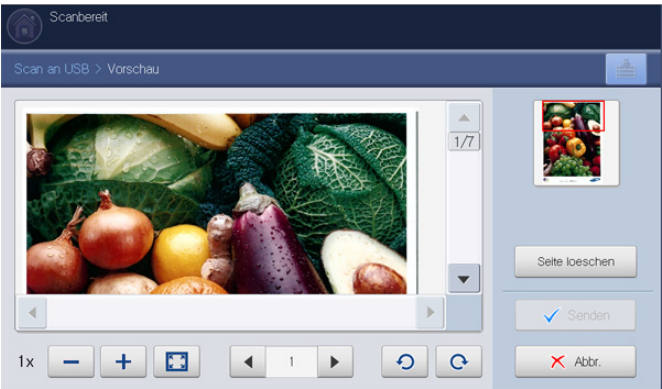 Scanbereit
Scan an USB > Vorschau
1/7
Seite loeschen
Senden
1x
1
Abbr.